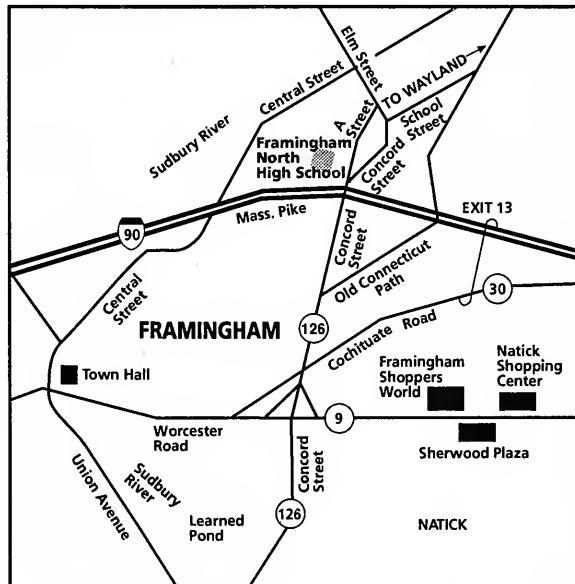 Elm Street
TO WAYLAND
Central Street
Sudbury River
A
Street
School
Street
Concord
Street
Framingham
North
High School
Mass. Pike
EXIT 13
90
Concord
Street
Old Connecticut
Path
30
Central
Street
FRAMINGHAM
126
Cochituate Road
Framingham
Shoppers
World
Natick
Shopping
Center
Town Hall
9
Worcester
Road
Sherwood Plaza
Union Avenue
Sudbury
River
Concord
Street
Learned
Pond
126
NATICK